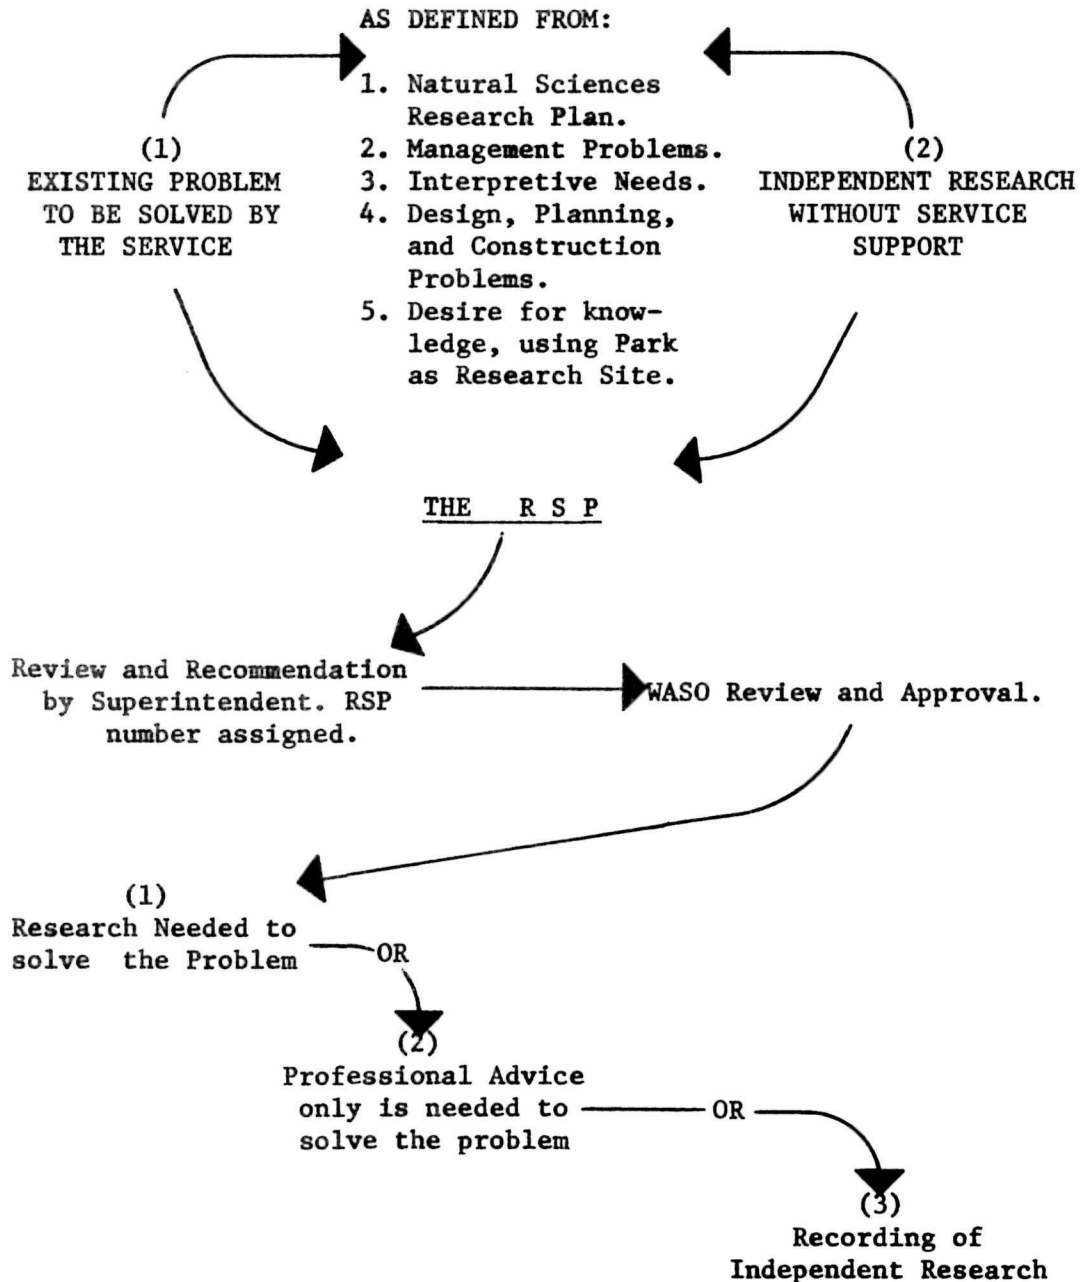 AS DEFINED FROM:
1. Natural Sciences
Research Plan.
2. Management Problems.
3. Interpretive Needs.
4. Design, Planning,
and Construction
Problems.
5. Desire for know-
ledge, using Park
as Research Site.
(1)
EXISTING PROBLEM
TO BE SOLVED BY
THE SERVICE
(2)
INDEPENDENT RESEARCH
WITHOUT SERVICE
SUPPORT
THE R S P
Review and Recommendation
by Superintendent. RSP
number assigned.
WASO Review and Approval.
(1)
Research Needed to
solve the Problem
OR
(2)
Professional Advice
only is needed to
solve the problem
OR
(3)
Recording of
Independent Research